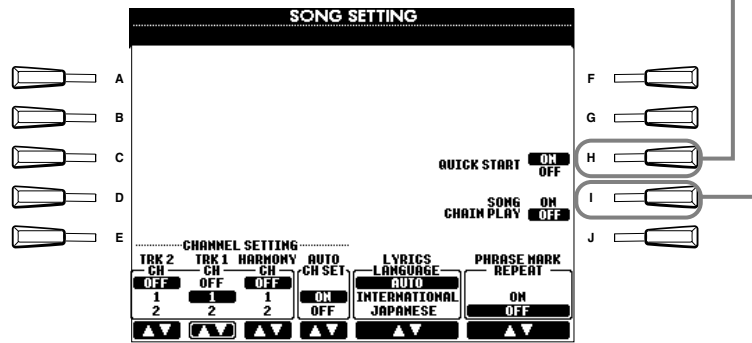 SONG SETTING
A
F
B
G
C
QUICK START ON
OFF
H
D
SONG ON
CHAIN PLAY OFF
I
E
J
CHANNEL SETTING
TRK 2 TRK 1 HARMONY AUTO LYRICS PHRASE MARK
CH CH CH CH SET LANGUAGE REPEAT
OFF OFF OFF AUTO
1 1 1 ON INTERNATIONAL ON
2 2 2 OFF JAPANESE OFF